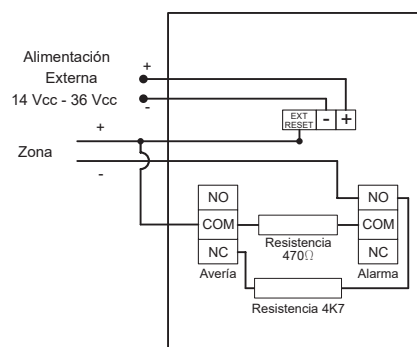 Alimentación
Externa
14 Vcc - 36 Vcc
+
-
EXT
RESET
-
+
Zona
+
-
NO
COM
NC
Avería
Resistencia
470Ω
NO
COM
NC
Alarma
Resistencia 4K7